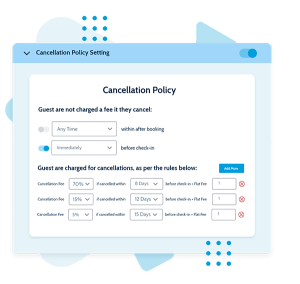 Cancellation Policy Setting
Cancellation Policy
Guest are not charged a fee it they cancel:
Any Time within after booking
Immediately before check-in
Guest are charged for cancellations, as per the rules below: Add More
Cancellation Fee 70% if cancelled within 8 Days before check-in + Flat Fee 1
Cancellation Fee 15% if cancelled within 12 Days before check-in + Flat Fee 1
Cancellation Fee 5% if cancelled within 15 Days before check-in + Flat Fee 1